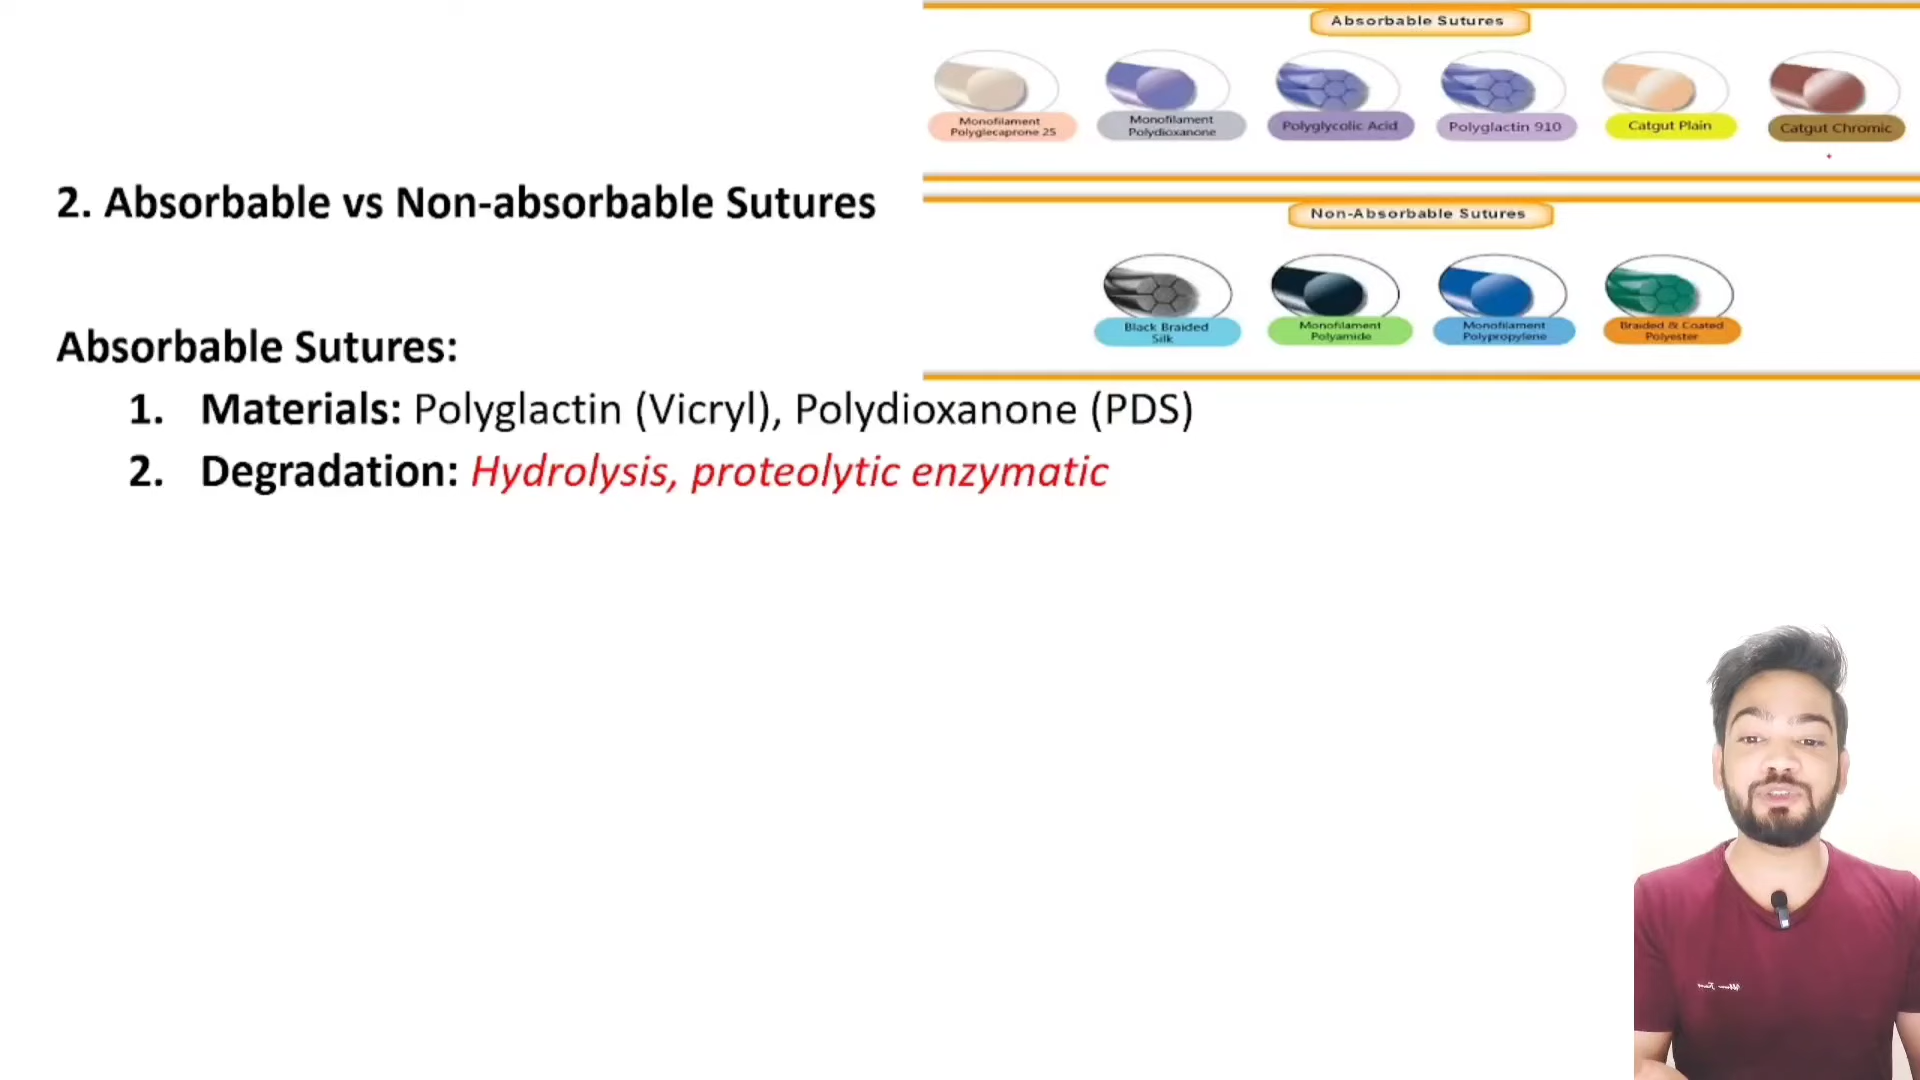 Absorbable Sutures
Monofilament
Polyglecaprone 25
Monofilament
Polydioxanone
Polyglycolic Acid
Polyglactin 910
Catgut Plain
Catgut Chromic
2. Absorbable vs Non-absorbable Sutures
Non-Absorbable Sutures
Black Braided
Silk
Monofilament
Polyamide
Monofilament
Polypropylene
Braided & Coated
Polyester
Absorbable Sutures:
1. Materials: Polyglactin (Vicryl), Polydioxanone (PDS)
2. Degradation: Hydrolysis, proteolytic enzymatic